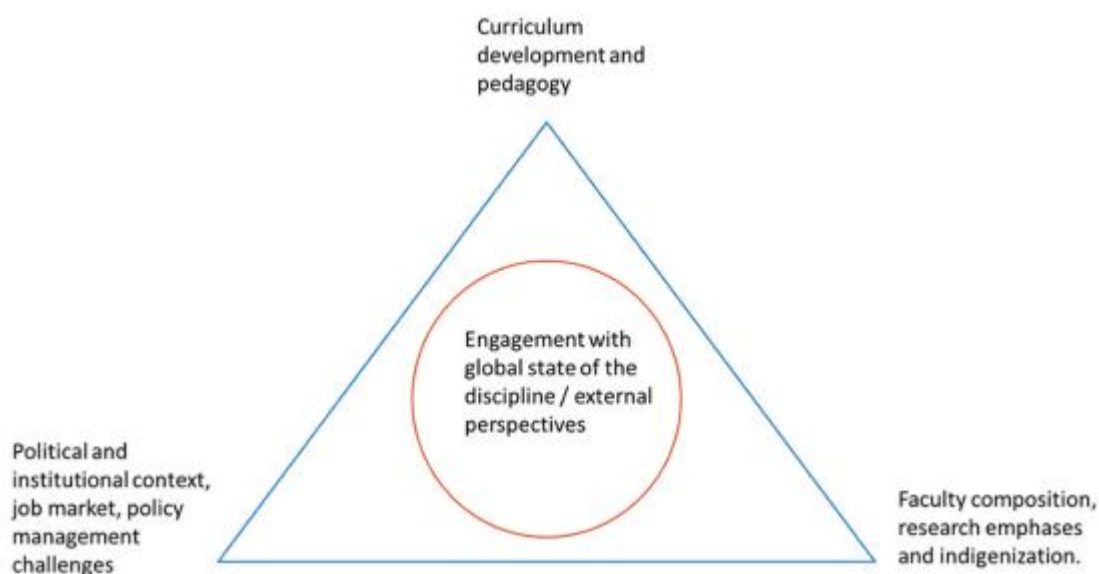 Curriculum
development and
pedagogy
Engagement with
global state of the
discipline / external
perspectives
Political and
institutional context,
job market, policy
management
challenges
Faculty composition,
research emphases
and indigenization.